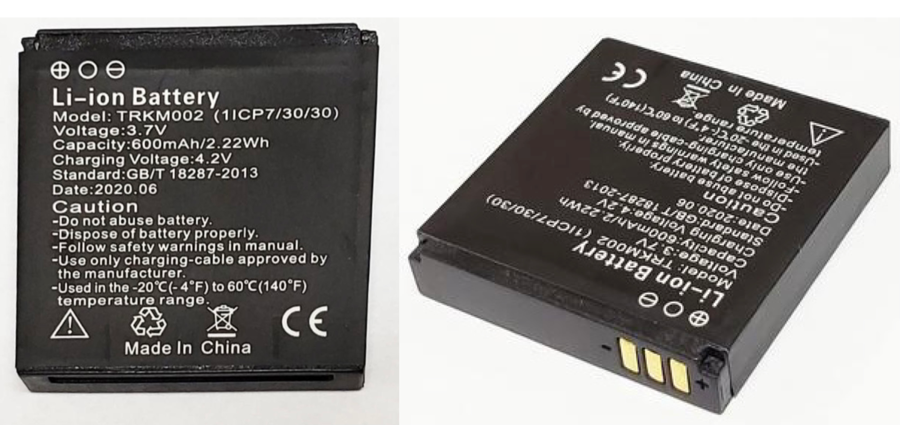 Li-ion Battery
Model: TRKM002 (1ICP7/30/30)
Voltage:3.7V
Capacity:600mAh/2.22Wh
Charging Voltage:4.2V
Standard:GB/T 18287-2013
Date:2020.06
Caution
-Do not abuse battery.
-Dispose of battery properly.
-Follow safety warnings in manual.
-Use only charging-cable approved by
the manufacturer.
-Used in the -20℃(-4°F) to 60℃(140°F)
temperature range.
CE
Made In China
Li-ion Battery
Model: TRKM002 (1ICP7/30/30)
Voltage: 3.7V
Capacity:600mAh/2.22Wh
Charging Voltage:4.2V
Standard:GB/T 18287-2013
Date:2020.06
Caution
-Do not abuse battery.
-Dispose of battery properly.
-Follow safety warnings in manual.
-Use only charging-cable approved by
the manufacturer.
-Used in the -20℃(-4°F) to 60℃(140°F)
temperature range.
CE
Made In China
- +